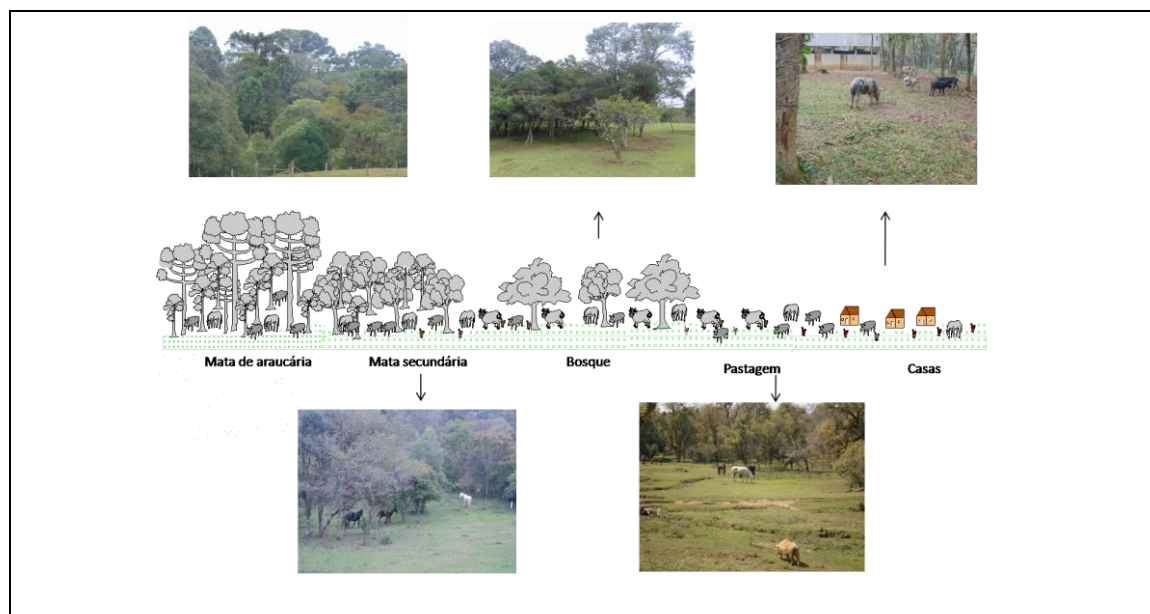 Mata de araucária
Mata secundária
Bosque
Pastagem
Casas